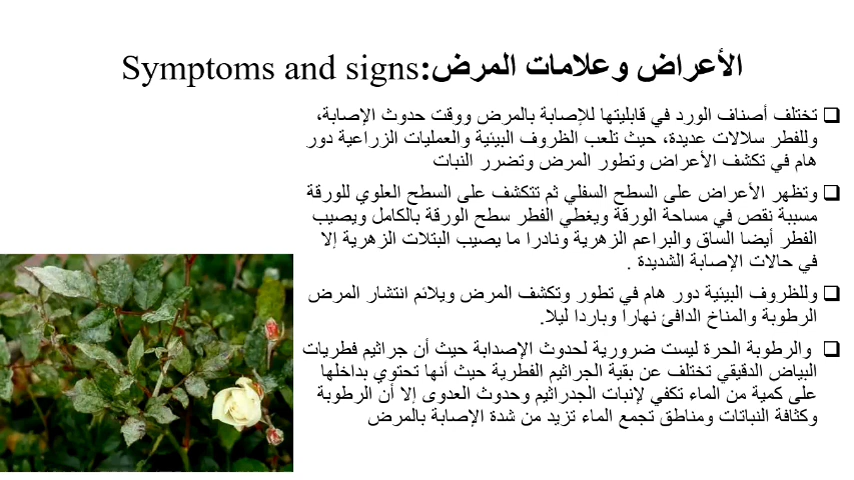 الأعراض وعلامات المرض:Symptoms and signs
❑ تختلف أصناف الورد في قابليتها للإصابة بالمرض ووقت حدوث الإصابة،
وللفطر سلالات عديدة، حيث تلعب الظروف البيئية والعمليات الزراعية دور
هام في تكشف الأعراض وتطور المرض وتضرر النبات
❑ وتظهر الأعراض على السطح السفلي ثم تتكشف على السطح العلوي للورقة
مسببة نقص في مساحة الورقة ويغطي الفطر سطح الورقة بالكامل ويصيب
الفطر أيضا الساق والبراعم الزهرية ونادرا ما يصيب البتلات الزهرية إلا
في حالات الإصابة الشديدة .
❑ وللظروف البيئية دور هام في تطور وتكشف المرض ويلائم انتشار المرض
الرطوبة والمناخ الدافئ نهارا وباردا ليلا.
❑ والرطوبة الحرة ليست ضرورية لحدوث الإصدابة حيث أن جراثيم فطريات
البياض الدقيقي تختلف عن بقية الجراثيم الفطرية حيث أنها تحتوي بداخلها
على كمية من الماء تكفي لإنبات الجدراثيم وحدوث العدوى إلا أن الرطوبة
وكثافة النباتات ومناطق تجمع الماء تزيد من شدة الإصابة بالمرض